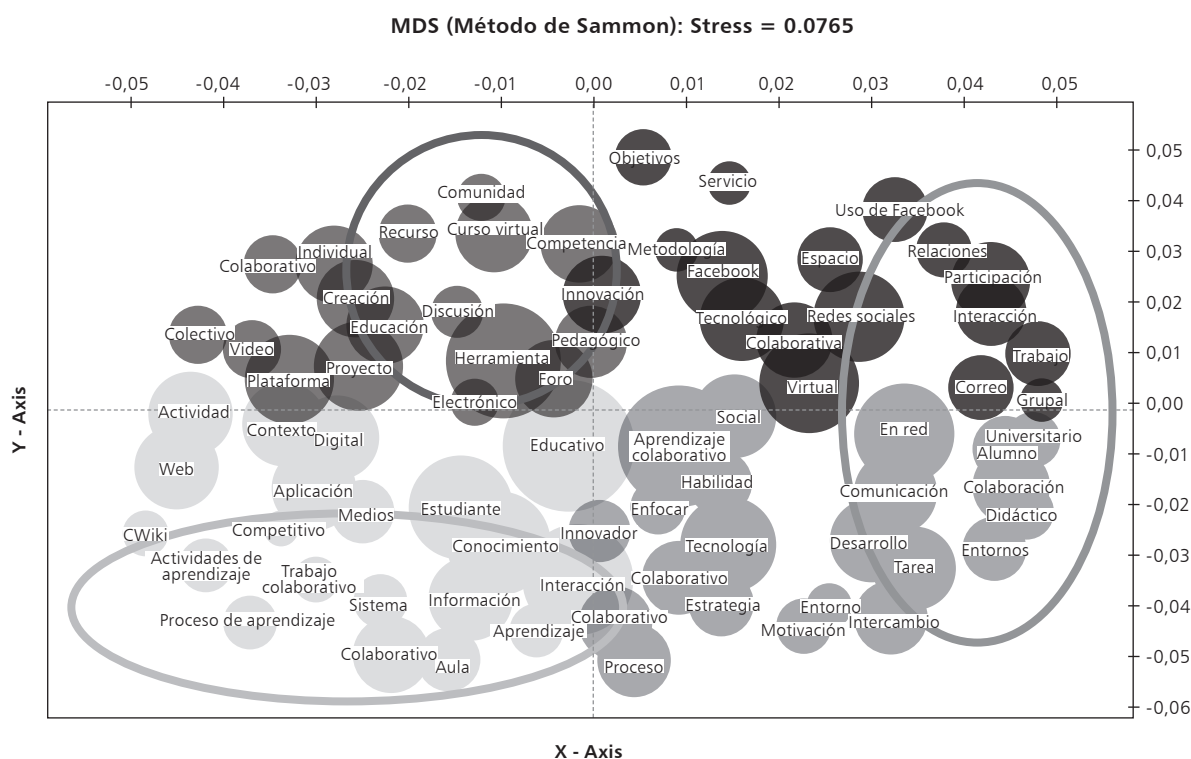 MDS (Método de Sammon): Stress = 0.0765
-0,05 -0,04 -0,03 -0,02 -0,01 0,00 0,01 0,02 0,03 0,04 0,05
0,05
0,04
0,03
0,02
0,01
0,00
-0,01
-0,02
-0,03
-0,04
-0,05
-0,06
Y - Axis
X - Axis
Objetivos
Servicio
Comunidad
Uso de Facebook
Recurso
Curso virtual
Competencia
Metodología
Relaciones
Individual
Colaborativo
Espacio
Facebook
Participación
Creación
Innovación
Discusión
Tecnológico
Redes sociales
Interacción
Educación
Colectivo
Pedagógico
Colaborativa
Video
Herramienta
Trabajo
Proyecto
Plataforma
Foro
Virtual
Correo
Electrónico
Grupal
Actividad
Social
Contexto
Digital
En red
Universitario
Educativo
Aprendizaje
colaborativo
Alumno
Web
Habilidad
Aplicación
Comunicación
Colaboración
Medios
Estudiante
Enfocar
Didáctico
CWiki
Competitivo
Innovador
Conocimiento
Tecnología
Desarrollo
Entornos
Actividades de
aprendizaje
Trabajo
colaborativo
Interacción
Colaborativo
Tarea
Sistema
Información
Estrategia
Entorno
Proceso de aprendizaje
Colaborativo
Intercambio
Aprendizaje
Motivación
Colaborativo
Aula
Proceso